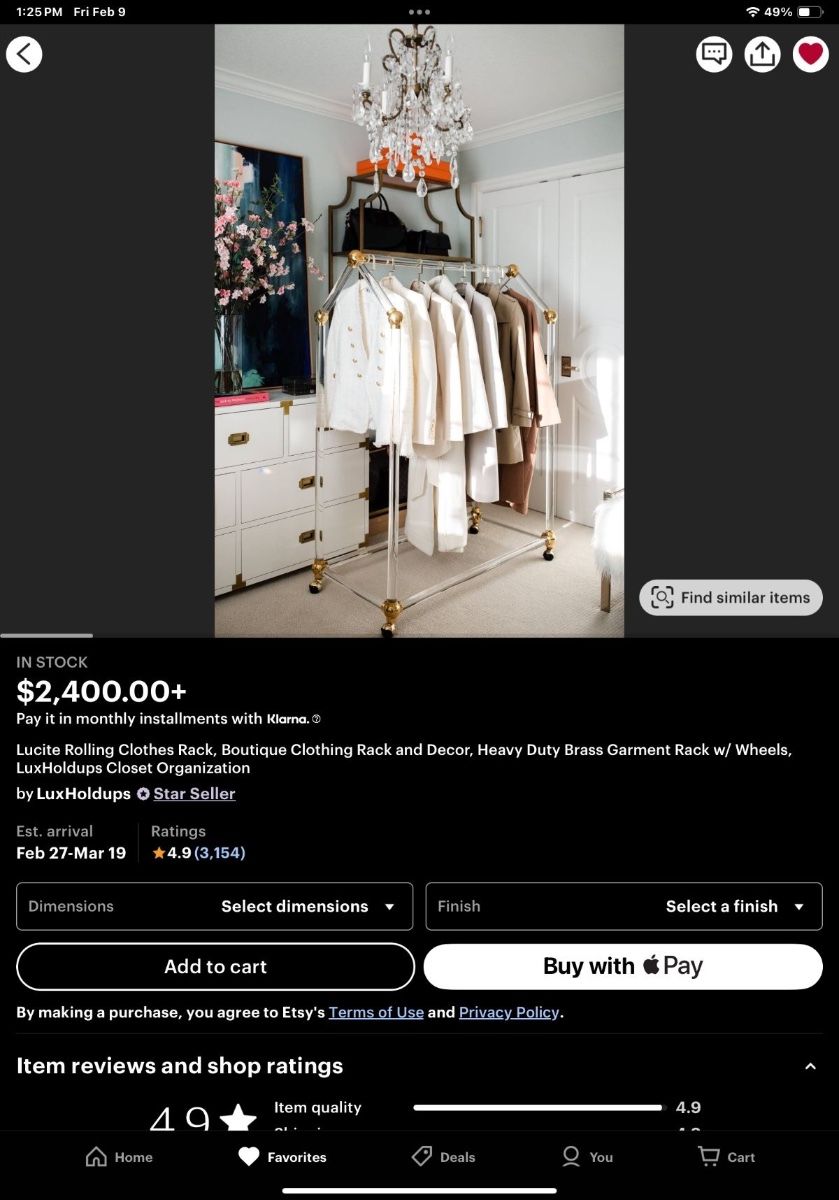 1:25 PM Fri Feb 9
49%
Find similar items
IN STOCK
$2,400.00+
Pay it in monthly installments with Klarna.
Lucite Rolling Clothes Rack, Boutique Clothing Rack and Decor, Heavy Duty Brass Garment Rack w/ Wheels,
LuxHoldups Closet Organization
by LuxHoldups Star Seller
Est. arrival
Ratings
Feb 27-Mar 19
4.9 (3,154)
Dimensions Select dimensions
Finish Select a finish
Add to cart
Buy with Pay
By making a purchase, you agree to Etsy's Terms of Use and Privacy Policy.
Item reviews and shop ratings
4.9
Item quality 4.9
Home Favorites Deals You Cart